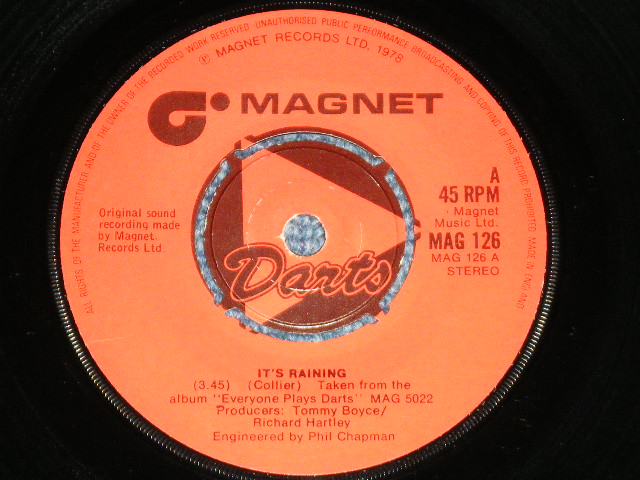 ALL RIGHTS OF THE MANUFACTURER AND OF THE OWNER OF THE RECORDED WORK RESERVED UNAUTHORISED PUBLIC PERFORMANCE BROADCASTING AND COPYING OF THIS RECORD PROHIBITED MADE IN ENGLAND
Ⓟ MAGNET RECORDS LTD. 1978
MAGNET
A
45 RPM
Magnet
Music Ltd.
MAG 126
MAG 126 A
STEREO
Original sound
recording made
by Magnet
Records Ltd.
Darts
IT'S RAINING
(3.45) (Collier) Taken from the
album "Everyone Plays Darts" MAG 5022
Producers: Tommy Boyce/
Richard Hartley
Engineered by Phil Chapman